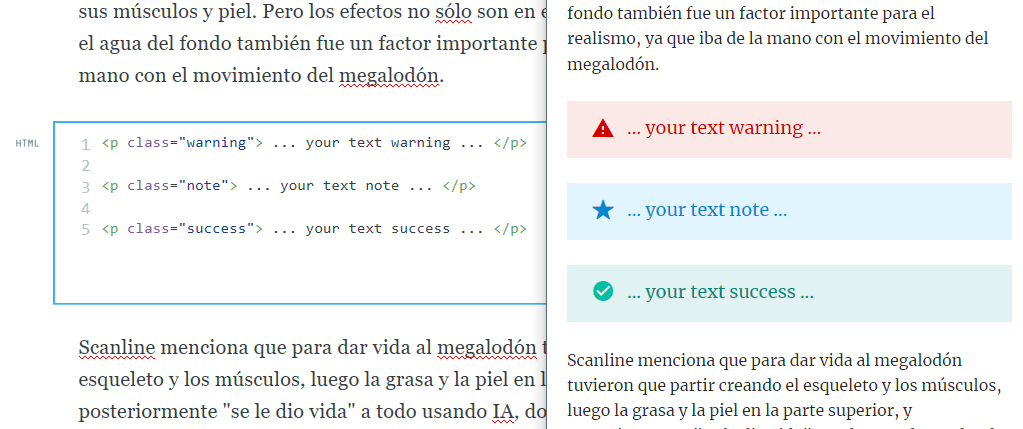 sus músculos y piel. Pero los efectos no sólo son en
el agua del fondo también fue un factor importante
mano con el movimiento del megalodón.
HTML
1 <p class="warning"> ... your text warning ... </p>
2
3 <p class="note"> ... your text note ... </p>
4
5 <p class="success"> ... your text success ... </p>
Scanline menciona que para dar vida al megalodón
esqueleto y los músculos, luego la grasa y la piel en
posteriormente "se le dio vida" a todo usando IA, do
fondo también fue un factor importante para el
realismo, ya que iba de la mano con el movimiento del
megalodón.
... your text warning ...
... your text note ...
... your text success ...
Scanline menciona que para dar vida al megalodón
tuvieron que partir creando el esqueleto y los músculos,
luego la grasa y la piel en la parte superior, y